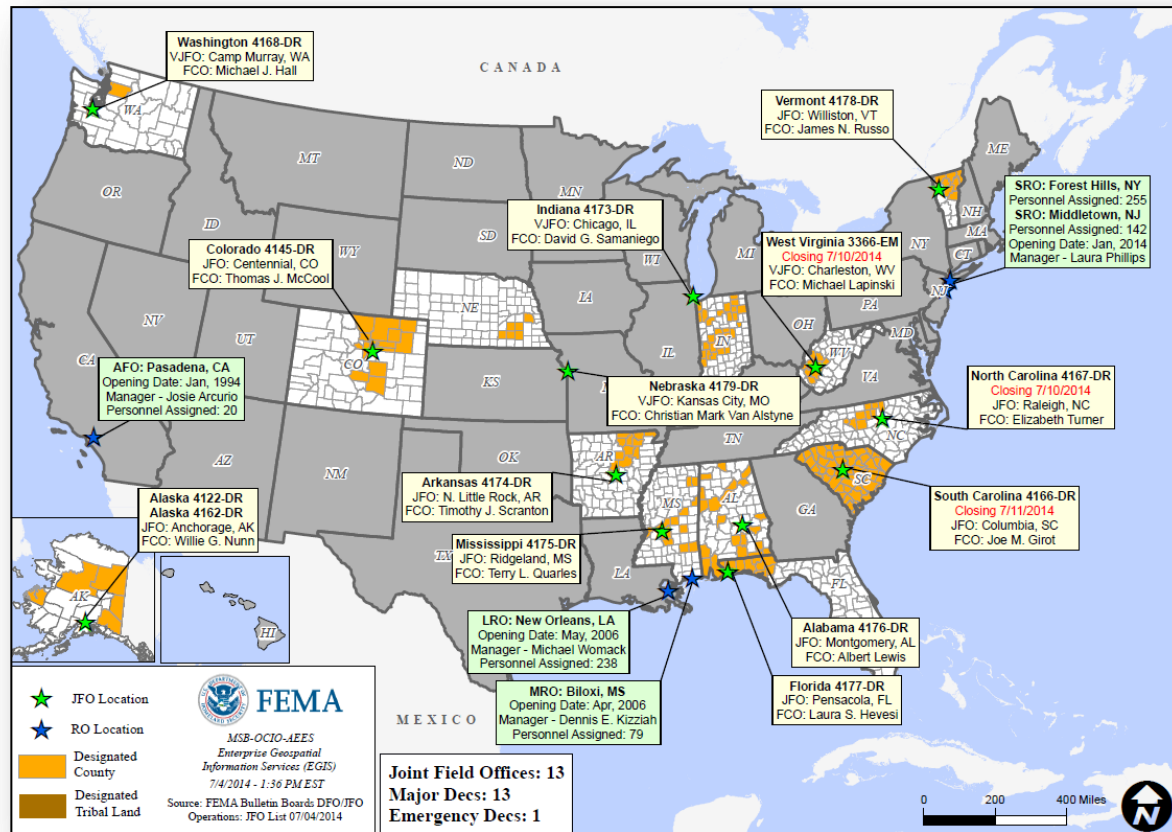 CANADA
Washington 4168-DR
VJFO: Camp Murray, WA
FCO: Michael J. Hall
Vermont 4178-DR
JFO: Williston, VT
FCO: James N. Russo
SRO: Forest Hills, NY
Personnel Assigned: 255
SRO: Middletown, NJ
Personnel Assigned: 142
Opening Date: Jan, 2014
Manager - Laura Phillips
Indiana 4173-DR
VJFO: Chicago, IL
FCO: David G. Samaniego
West Virginia 3366-EM
Closing 7/10/2014
VJFO: Charleston, WV
FCO: Michael Lapinski
Colorado 4145-DR
JFO: Centennial, CO
FCO: Thomas J. McCool
AFO: Pasadena, CA
Opening Date: Jan, 1994
Manager - Josie Arcurio
Personnel Assigned: 20
Nebraska 4179-DR
VJFO: Kansas City, MO
FCO: Christian Mark Van Alstyne
North Carolina 4167-DR
Closing 7/10/2014
JFO: Raleigh, NC
FCO: Elizabeth Turner
Arkansas 4174-DR
JFO: N. Little Rock, AR
FCO: Timothy J. Scranton
Alaska 4122-DR
Alaska 4162-DR
JFO: Anchorage, AK
FCO: Willie G. Nunn
South Carolina 4166-DR
Closing 7/11/2014
JFO: Columbia, SC
FCO: Joe M. Girot
Mississippi 4175-DR
JFO: Ridgeland, MS
FCO: Terry L. Quarles
LRO: New Orleans, LA
Opening Date: May, 2006
Manager - Michael Womack
Personnel Assigned: 238
Alabama 4176-DR
JFO: Montgomery, AL
FCO: Albert Lewis
MRO: Biloxi, MS
Opening Date: Apr, 2006
Manager - Dennis E. Kizziah
Personnel Assigned: 79
Florida 4177-DR
JFO: Pensacola, FL
FCO: Laura S. Hevesi
WA
OR
CA
NV
ID
MT
WY
UT
AZ
CO
NM
ND
SD
NE
KS
OK
TX
MN
IA
AR
LA
WI
IL
MI
IN
OH
TN
MS
AL
GA
FL
SC
NC
VA
WV
MD
PA
NJ
NY
CT
MA
NH
ME
AK
HI
MEXICO
JFO Location
RO Location
Designated
County
Designated
Tribal Land
FEMA
MSB-OCIO-AEES
Enterprise Geospatial
Information Services (EGIS)
7/4/2014 - 1:36 PM EST
Source: FEMA Bulletin Boards DFO/JFO
Operations: JFO List 07/04/2014
Joint Field Offices: 13
Major Decs: 13
Emergency Decs: 1
0 200 400 Miles
N